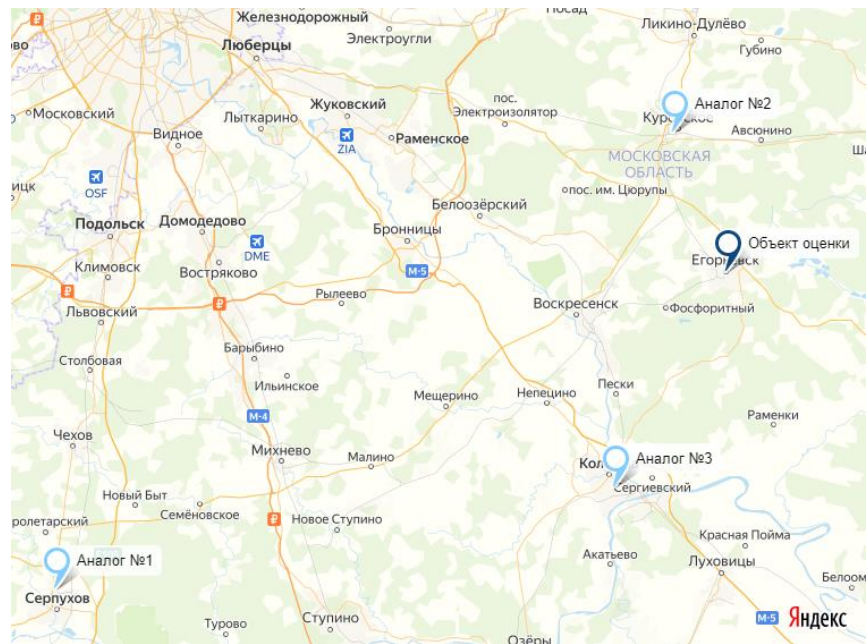 Железнодорожный
Посад
Ликино-Дулёво
Электроугли
Губино
Люберцы
пос.
Электроизолятор
Аналог №2
Жуковский
Московский
Лыткарино
Видное
ZIA
Раменское
Авсюнино
МОСКОВСКАЯ
ОБЛАСТЬ
OSF
пос. им. Цюрупы
Белоозёрский
Подольск
Домодедово
Бронницы
DME
Объект оценки
Климовск
Востряково
М-5
Рылеево
Воскресенск
Фосфоритный
Львовский
Барыбино
Столбовая
Ильинское
Пески
Мещерино
Непецино
М-4
Раменки
Чехов
Михнево
Малино
Аналог №3
Сергиевский
Новый Быт
Семёновское
Новое Ступино
Красная Пойма
Аналог №1
Акатьево
Луховицы
Серпухов
Турово
Ступино
М-5
Яндекс
Озёры